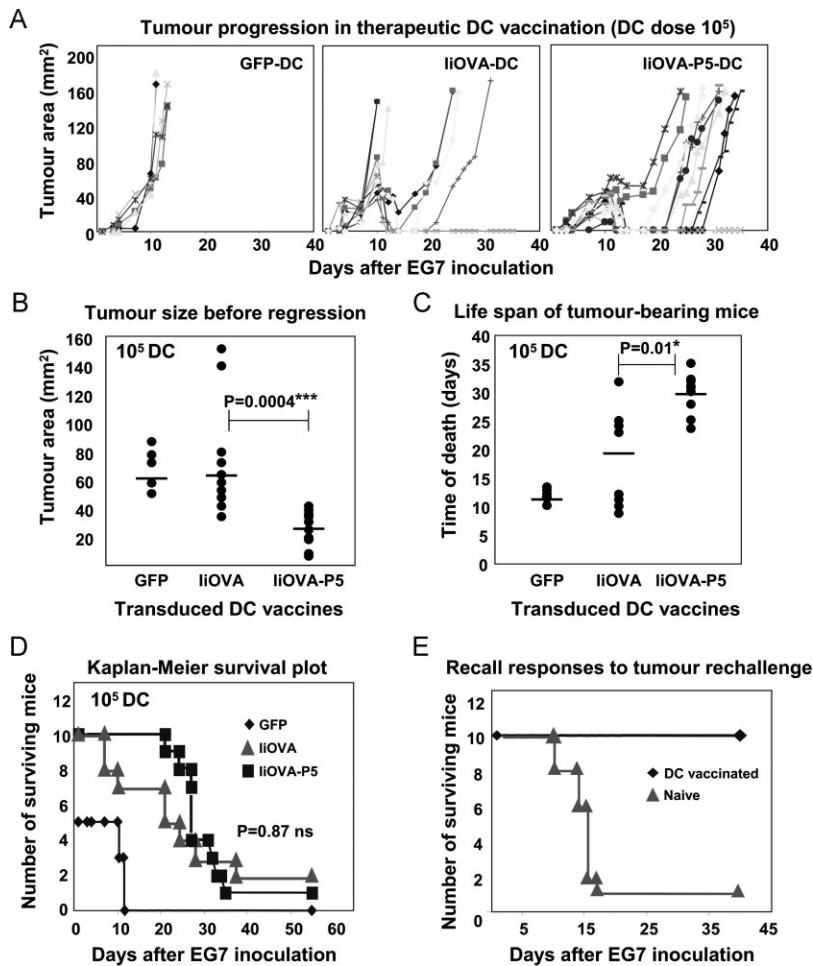 A
Tumour progression in therapeutic DC vaccination (DC dose 10⁵)
GFP-DC
IiOVA-DC
IiOVA-P5-DC
Tumour area (mm²)
200
160
120
80
40
0
10 20 30 40
10 20 30 40
0 10 20 30 40
Days after EG7 inoculation
B
Tumour size before regression
10⁵ DC
P=0.0004***
Tumour area (mm²)
160
140
120
100
80
60
40
20
GFP IiOVA IiOVA-P5
Transduced DC vaccines
C
Life span of tumour-bearing mice
10⁵ DC
P=0.01*
Time of death (days)
40
35
30
25
20
15
10
5
0
GFP IiOVA IiOVA-P5
Transduced DC vaccines
D
Kaplan-Meier survival plot
10⁵ DC
GFP
IiOVA
IiOVA-P5
P=0.87 ns
Number of surviving mice
12
10
8
6
4
2
0
0 10 20 30 40 50 60
Days after EG7 inoculation
E
Recall responses to tumour rechallenge
DC vaccinated
Naive
Number of surviving mice
12
10
8
6
4
2
0
0 5 15 25 35 45
Days after EG7 inoculation